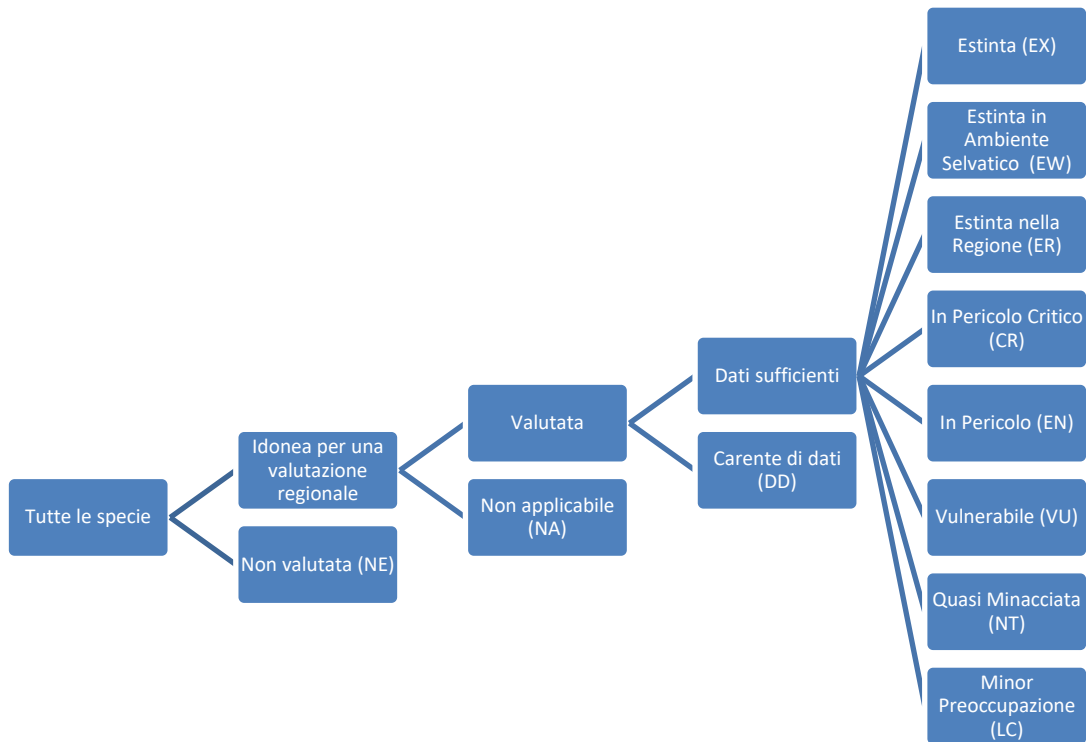 Tutte le specie
Idonea per una
valutazione
regionale
Non valutata (NE)
Valutata
Non applicabile
(NA)
Dati sufficienti
Carente di dati
(DD)
Estinta (EX)
Estinta in
Ambiente
Selvatico (EW)
Estinta nella
Regione (ER)
In Pericolo Critico
(CR)
In Pericolo (EN)
Vulnerabile (VU)
Quasi Minacciata
(NT)
Minor
Preoccupazione
(LC)